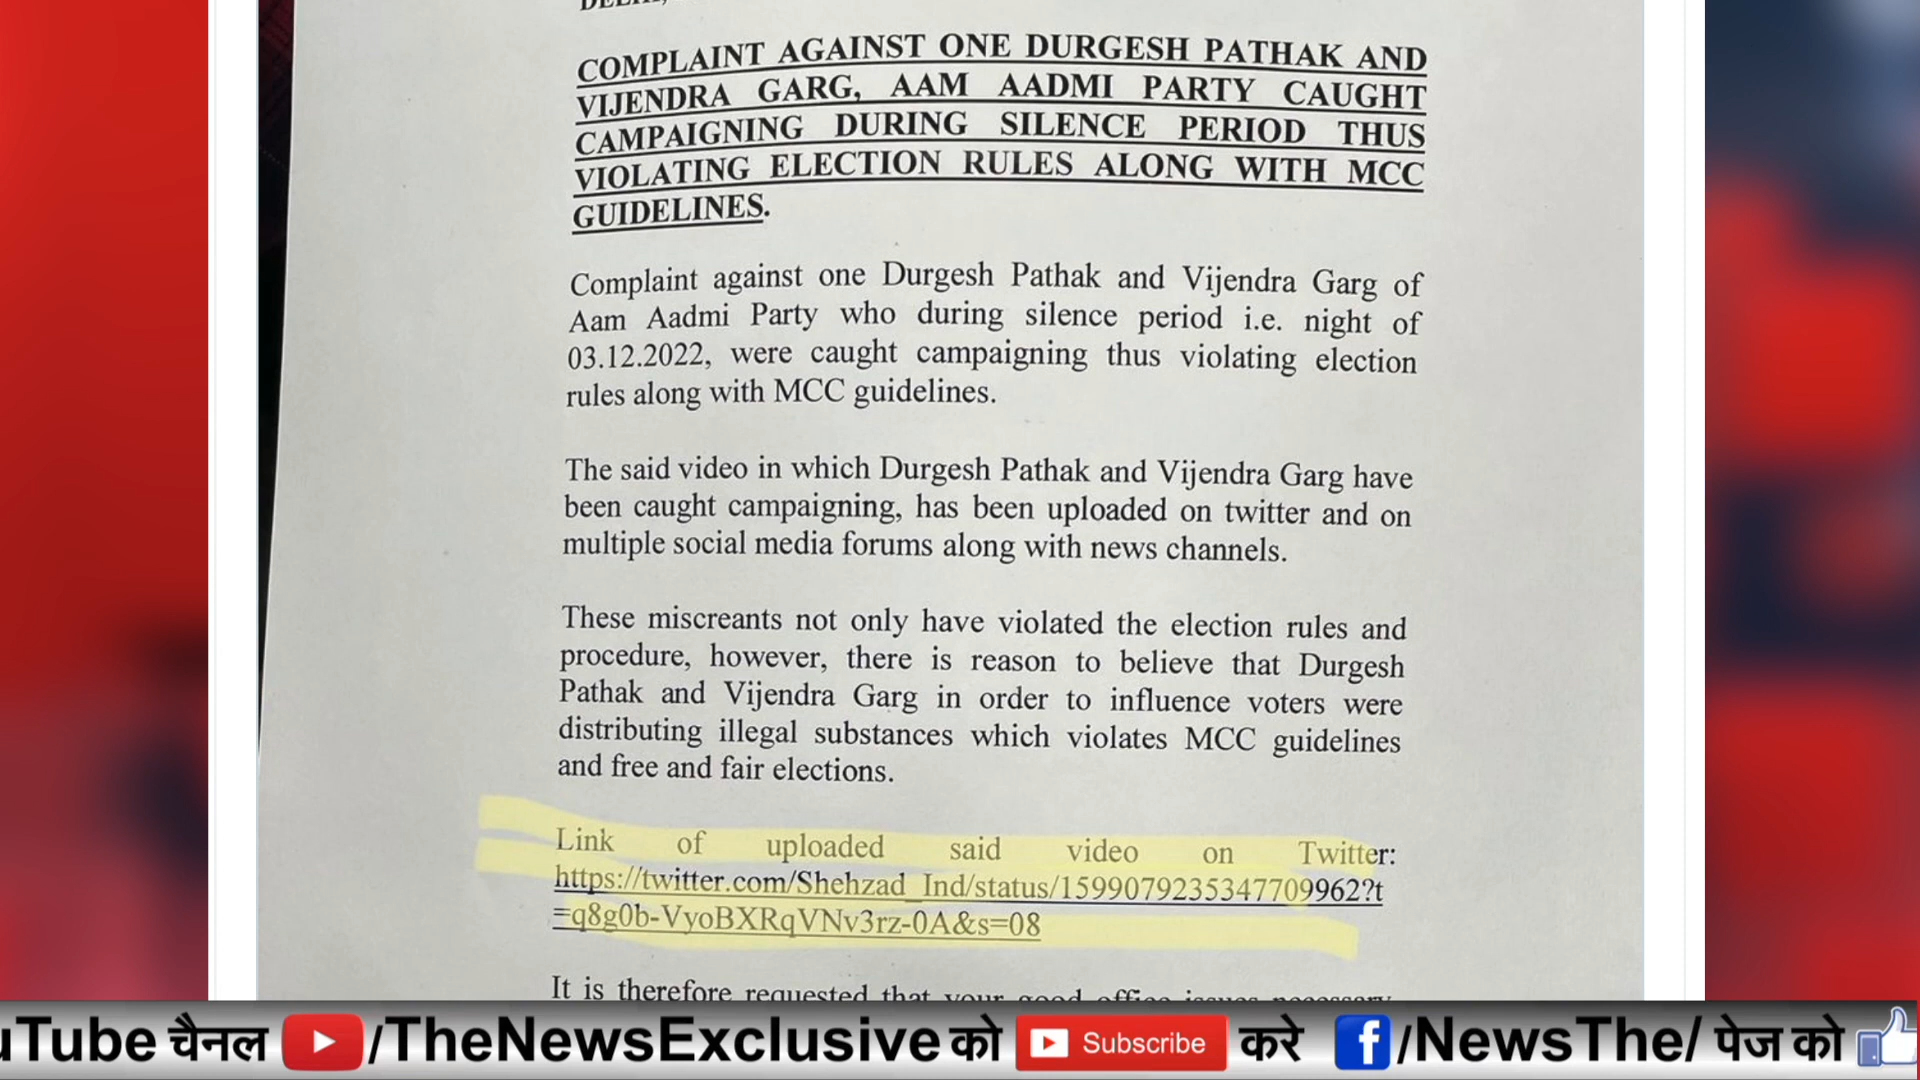 COMPLAINT AGAINST ONE DURGESH PATHAK AND
VIJENDRA GARG, AAM AADMI PARTY CAUGHT
CAMPAIGNING DURING SILENCE PERIOD THUS
VIOLATING ELECTION RULES ALONG WITH MCC
GUIDELINES.
Complaint against one Durgesh Pathak and Vijendra Garg of
Aam Aadmi Party who during silence period i.e. night of
03.12.2022, were caught campaigning thus violating election
rules along with MCC guidelines.
The said video in which Durgesh Pathak and Vijendra Garg have
been caught campaigning, has been uploaded on twitter and on
multiple social media forums along with news channels.
These miscreants not only have violated the election rules and
procedure, however, there is reason to believe that Durgesh
Pathak and Vijendra Garg in order to influence voters were
distributing illegal substances which violates MCC guidelines
and free and fair elections.
Link of uploaded said video on Twitter:
https://twitter.com/Shehzad_Ind/status/1599079235347709962?t
=q8g0b-VyoBXRqVNv3rz-0A&s=08
It is therefore requested that your good office issues necessary
uTube चैनल /TheNewsExclusive को Subscribe करे f/NewsThe/ पेज को